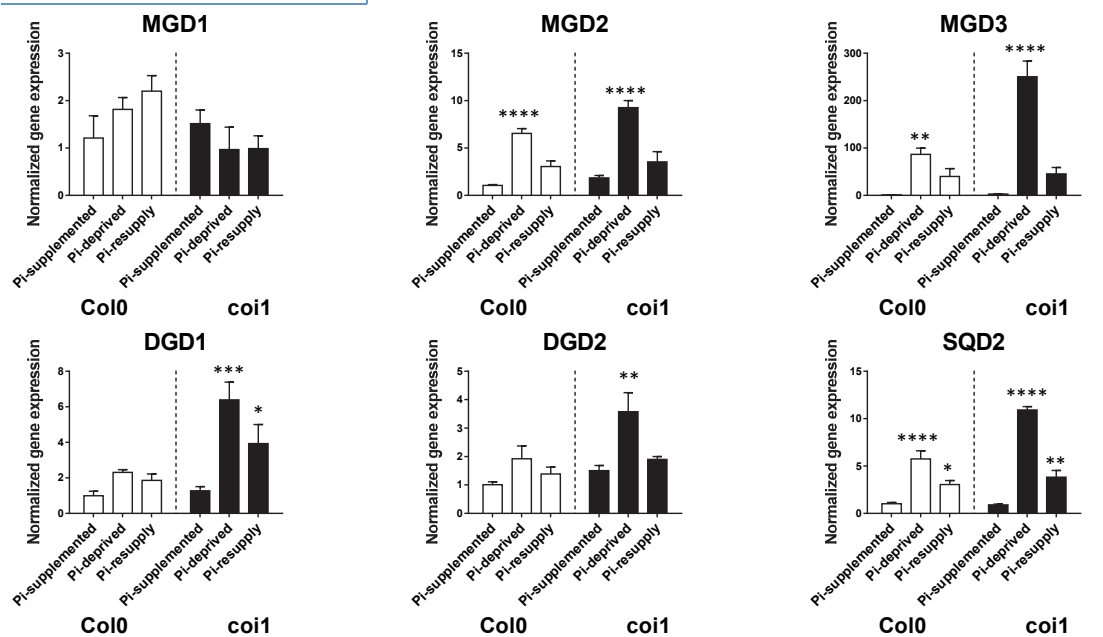 MGD1
Normalized gene expression
3
2
1
0
Pi-supplemented
Pi-deprived
Pi-resupply
Pi-supplemented
Pi-deprived
Pi-resupply
Col0
coi1
MGD2
Normalized gene expression
15
10
5
0
****
****
Pi-supplemented
Pi-deprived
Pi-resupply
Pi-supplemented
Pi-deprived
Pi-resupply
Col0
coi1
MGD3
Normalized gene expression
300
200
100
0
**
****
Pi-supplemented
Pi-deprived
Pi-resupply
Pi-supplemented
Pi-deprived
Pi-resupply
Col0
coi1
DGD1
Normalized gene expression
8
6
4
2
0
***
*
Pi-supplemented
Pi-deprived
Pi-resupply
Pi-supplemented
Pi-deprived
Pi-resupply
Col0
coi1
DGD2
Normalized gene expression
5
4
3
2
1
0
**
Pi-supplemented
Pi-deprived
Pi-resupply
Pi-supplemented
Pi-deprived
Pi-resupply
Col0
coi1
SQD2
Normalized gene expression
15
10
5
0
****
*
****
**
Pi-supplemented
Pi-deprived
Pi-resupply
Pi-supplemented
Pi-deprived
Pi-resupply
Col0
coi1